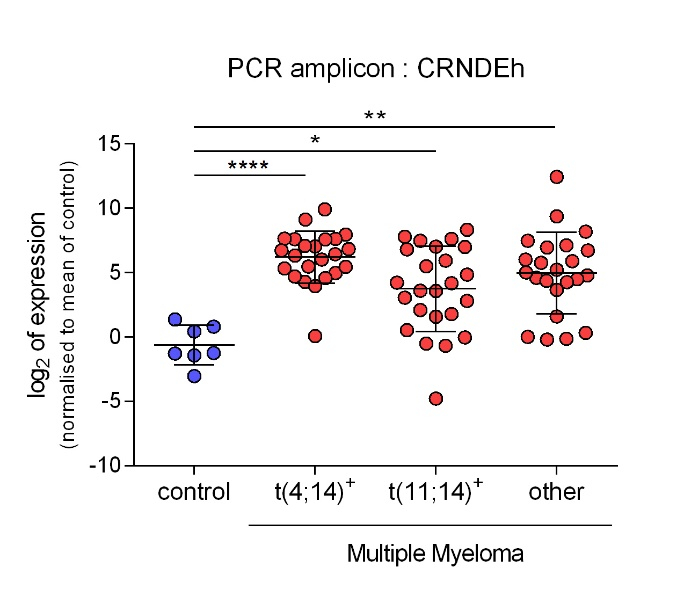 PCR amplicon : CRNDEh
**
*
****
log₂ of expression
(normalised to mean of control)
15
10
5
0
-5
-10
control
t(4;14)⁺
t(11;14)⁺
other
Multiple Myeloma